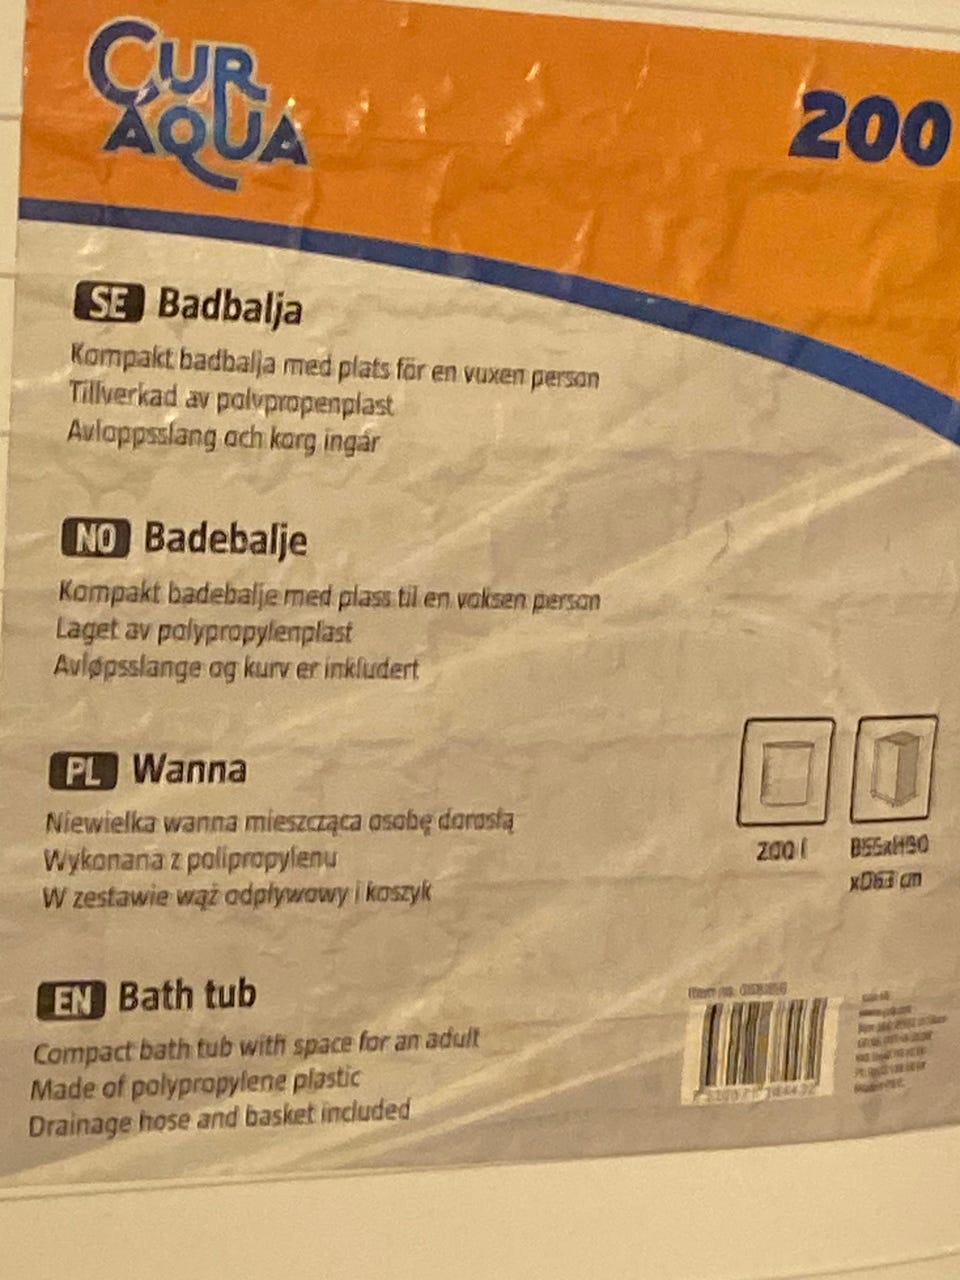 CUR
AQUA
200
SE Badbalja
Kompakt badbalja med plats för en vuxen person
Tillverkad av polypropenplast
Avloppsslang och korg ingår
NO Badebalje
Kompakt badebalje med plass til en voksen person
Laget av polypropylenplast
Avløpsslange og kurv er inkludert
PL Wanna
Niewielka wanna mieszcząca osobę dorosłą
Wykonana z polipropylenu
W zestawie wąż odpływowy i koszyk
200 l
B55xH90
xD63 cm
EN Bath tub
Compact bath tub with space for an adult
Made of polypropylene plastic
Drainage hose and basket included
Item no.